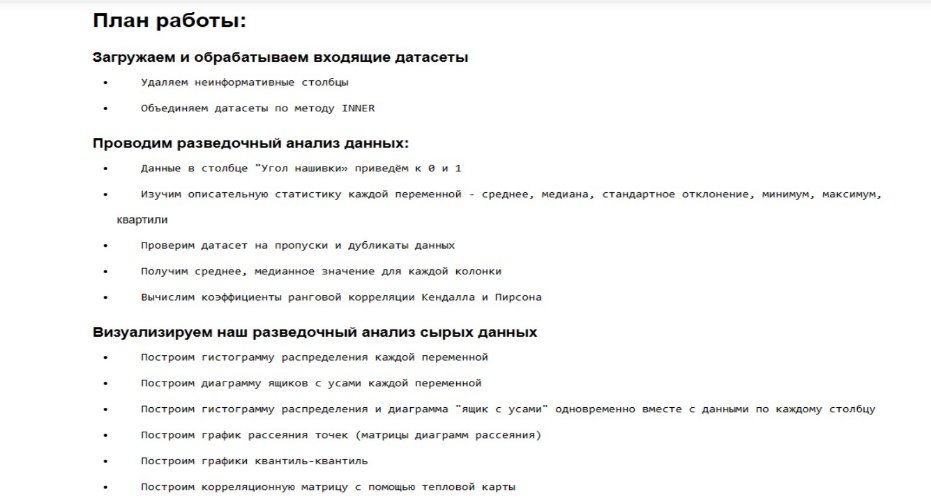 План работы:
Загружаем и обрабатываем входящие датасеты
• Удаляем неинформативные столбцы
• Объединяем датасеты по методу INNER
Проводим разведочный анализ данных:
• Данные в столбце "Угол нашивки» приведём к 0 и 1
• Изучим описательную статистику каждой переменной - среднее, медиана, стандартное отклонение, минимум, максимум,
квартили
• Проверим датасет на пропуски и дубликаты данных
• Получим среднее, медианное значение для каждой колонки
• Вычислим коэффициенты ранговой корреляции Кендалла и Пирсона
Визуализируем наш разведочный анализ сырых данных
• Построим гистограмму распределения каждой переменной
• Построим диаграмму ящиков с усами каждой переменной
• Построим гистограмму распределения и диаграмма "ящик с усами" одновременно вместе с данными по каждому столбцу
• Построим график рассеяния точек (матрицы диаграмм рассеяния)
• Построим графики квантиль-квантиль
• Построим корреляционную матрицу с помощью тепловой карты